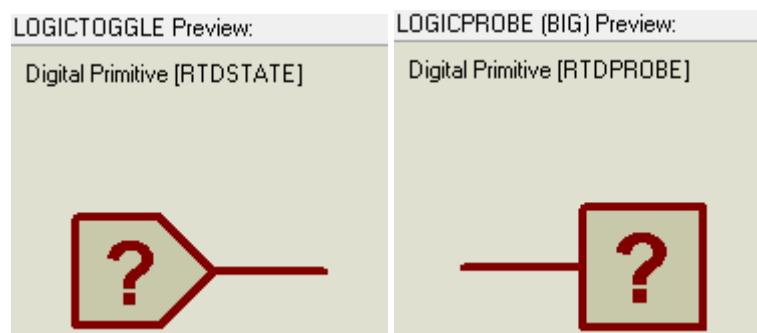 LOGICTOGGLE Preview:
Digital Primitive [RTDSTATE]
?
LOGICPROBE (BIG) Preview:
Digital Primitive [RTDPROBE]
?